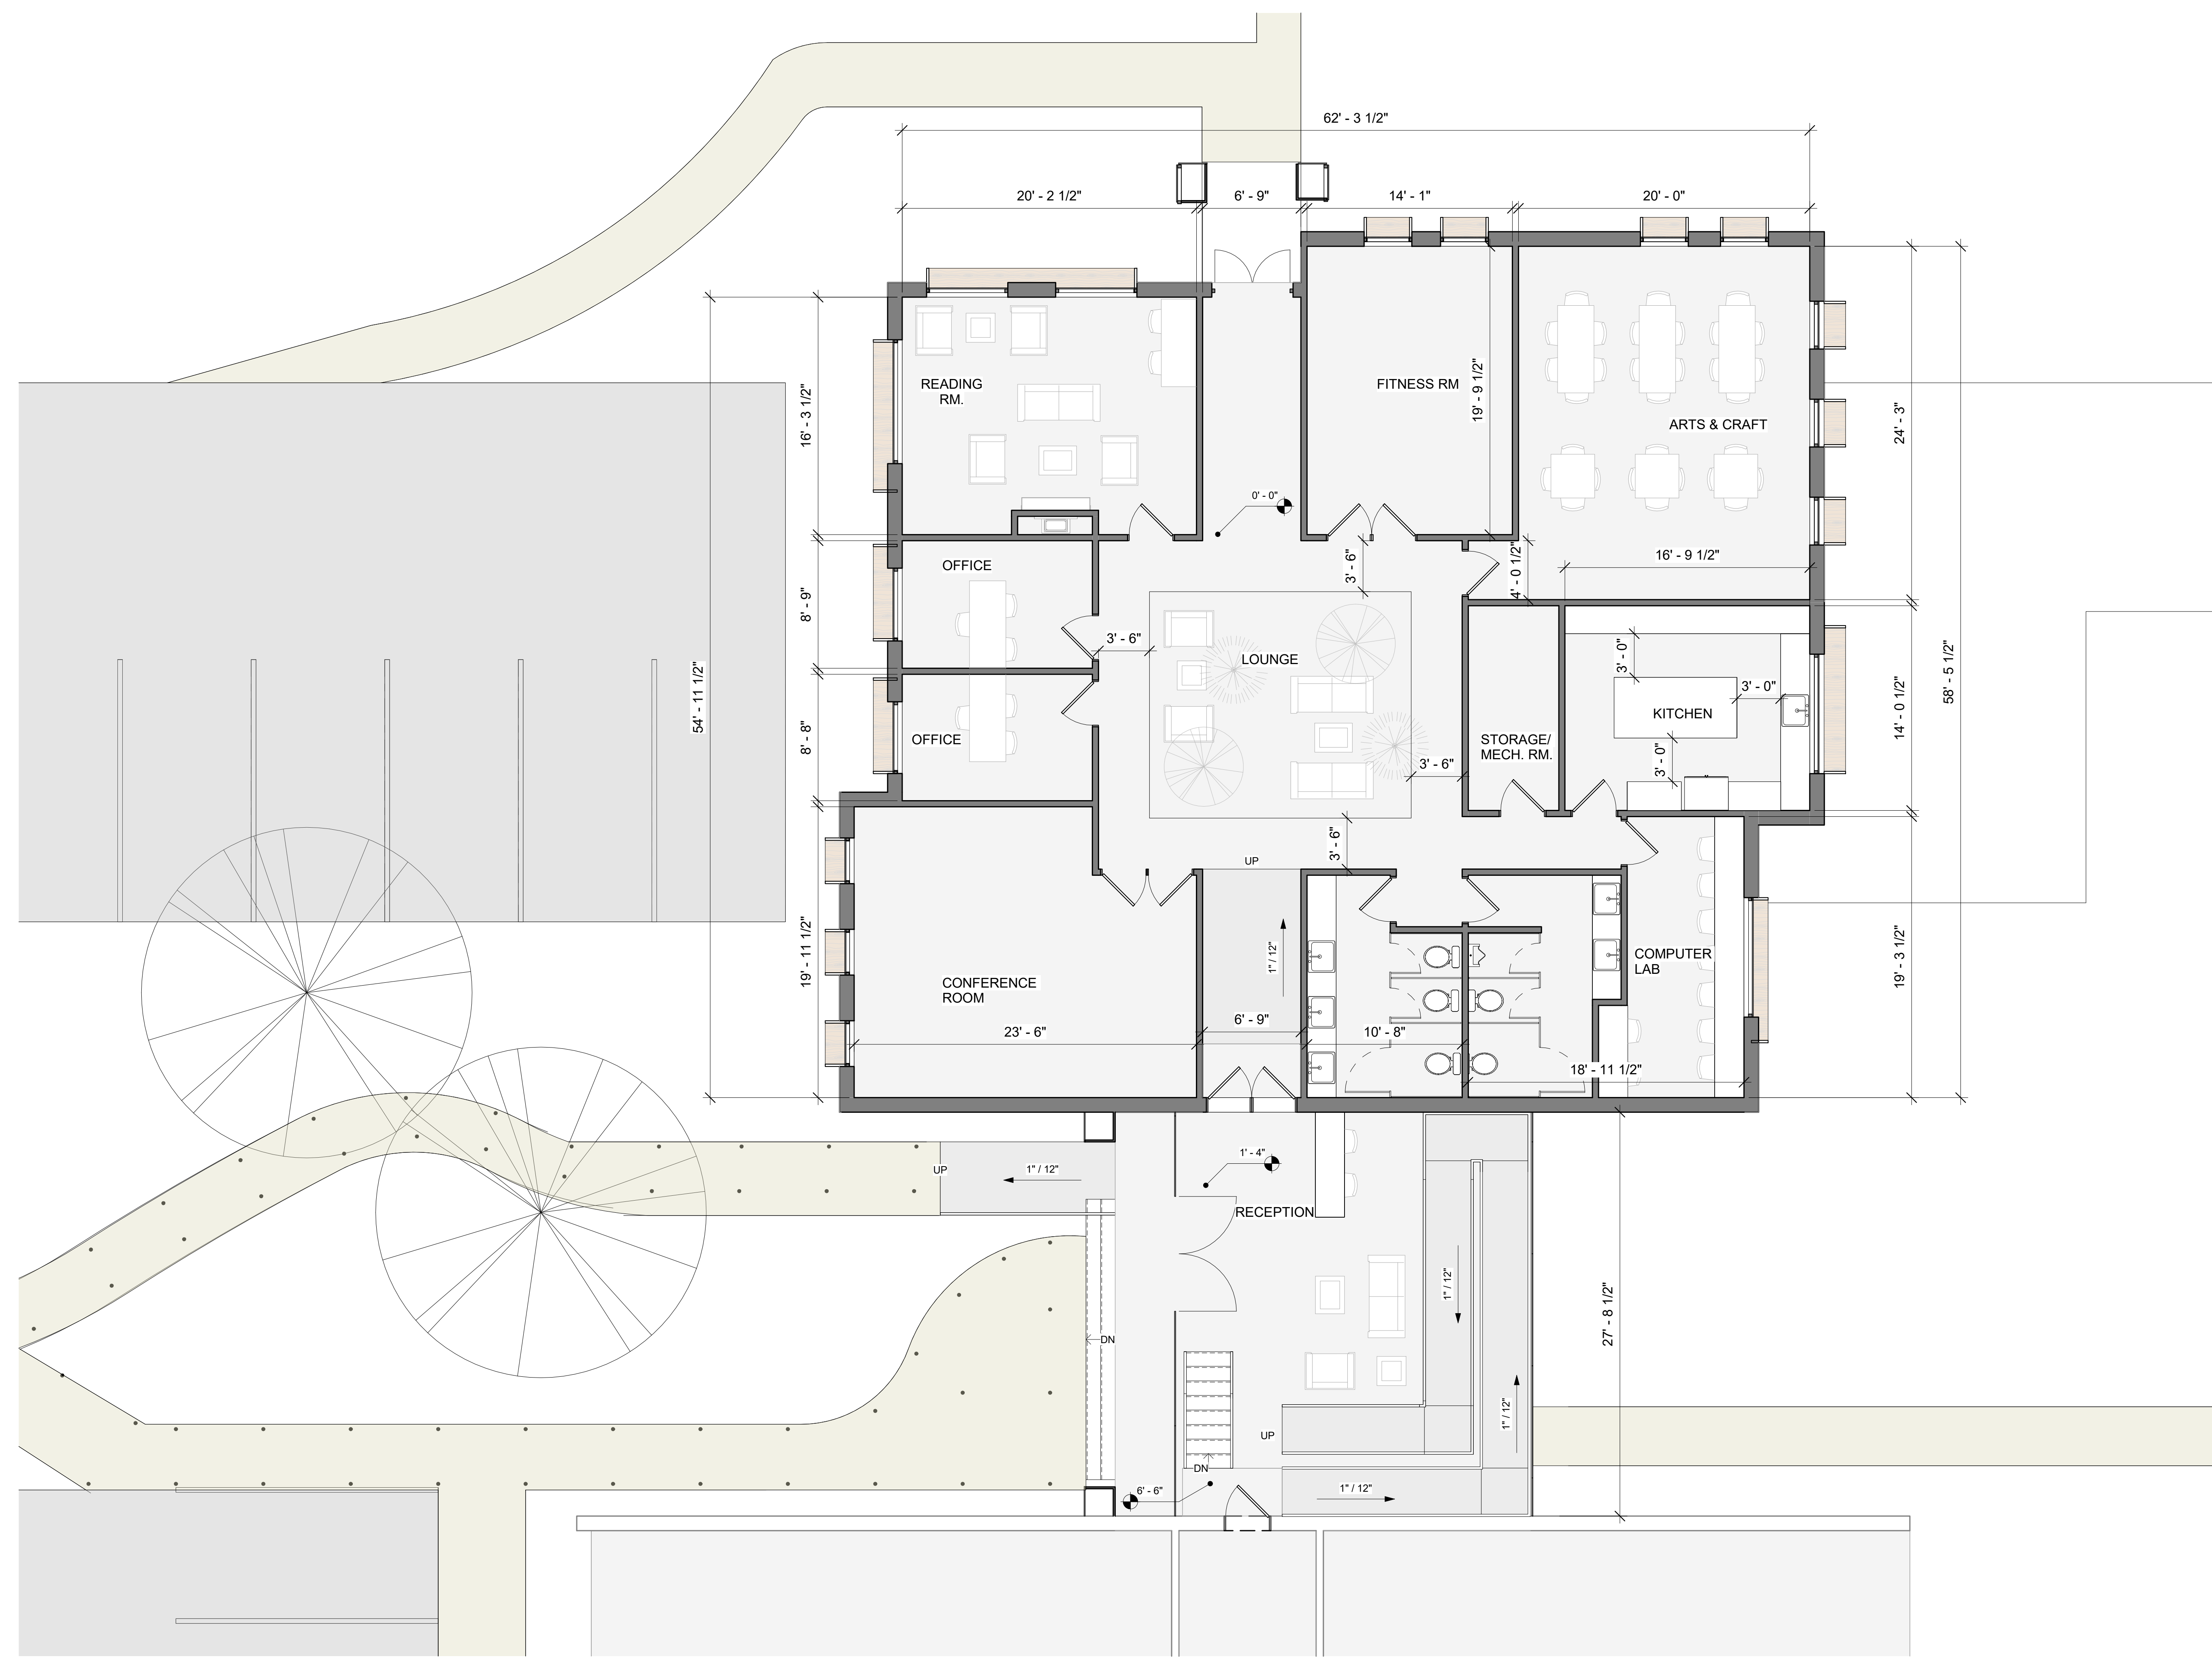 62' - 3 1/2"
20' - 2 1/2"
6' - 9"
14' - 1"
20' - 0"
READING
RM.
FITNESS RM
19' - 9 1/2"
ARTS & CRAFT
16' - 3 1/2"
24' - 3"
0' - 0"
OFFICE
3' - 6"
4' - 0 1/2"
16' - 9 1/2"
8' - 9"
3' - 6"
LOUNGE
3' - 0"
3' - 0"
54' - 11 1/2"
58' - 5 1/2"
KITCHEN
14' - 0 1/2"
8' - 8"
OFFICE
STORAGE/
MECH. RM.
3' - 0"
3' - 6"
3' - 6"
UP
19' - 11 1/2"
1" / 12"
COMPUTER
LAB
19' - 3 1/2"
CONFERENCE
ROOM
23' - 6"
6' - 9"
10' - 8"
18' - 11 1/2"
UP
1" / 12"
1' - 4"
RECEPTION
1" / 12"
27' - 8 1/2"
DN
1" / 12"
UP
DN
6' - 6"
1" / 12"